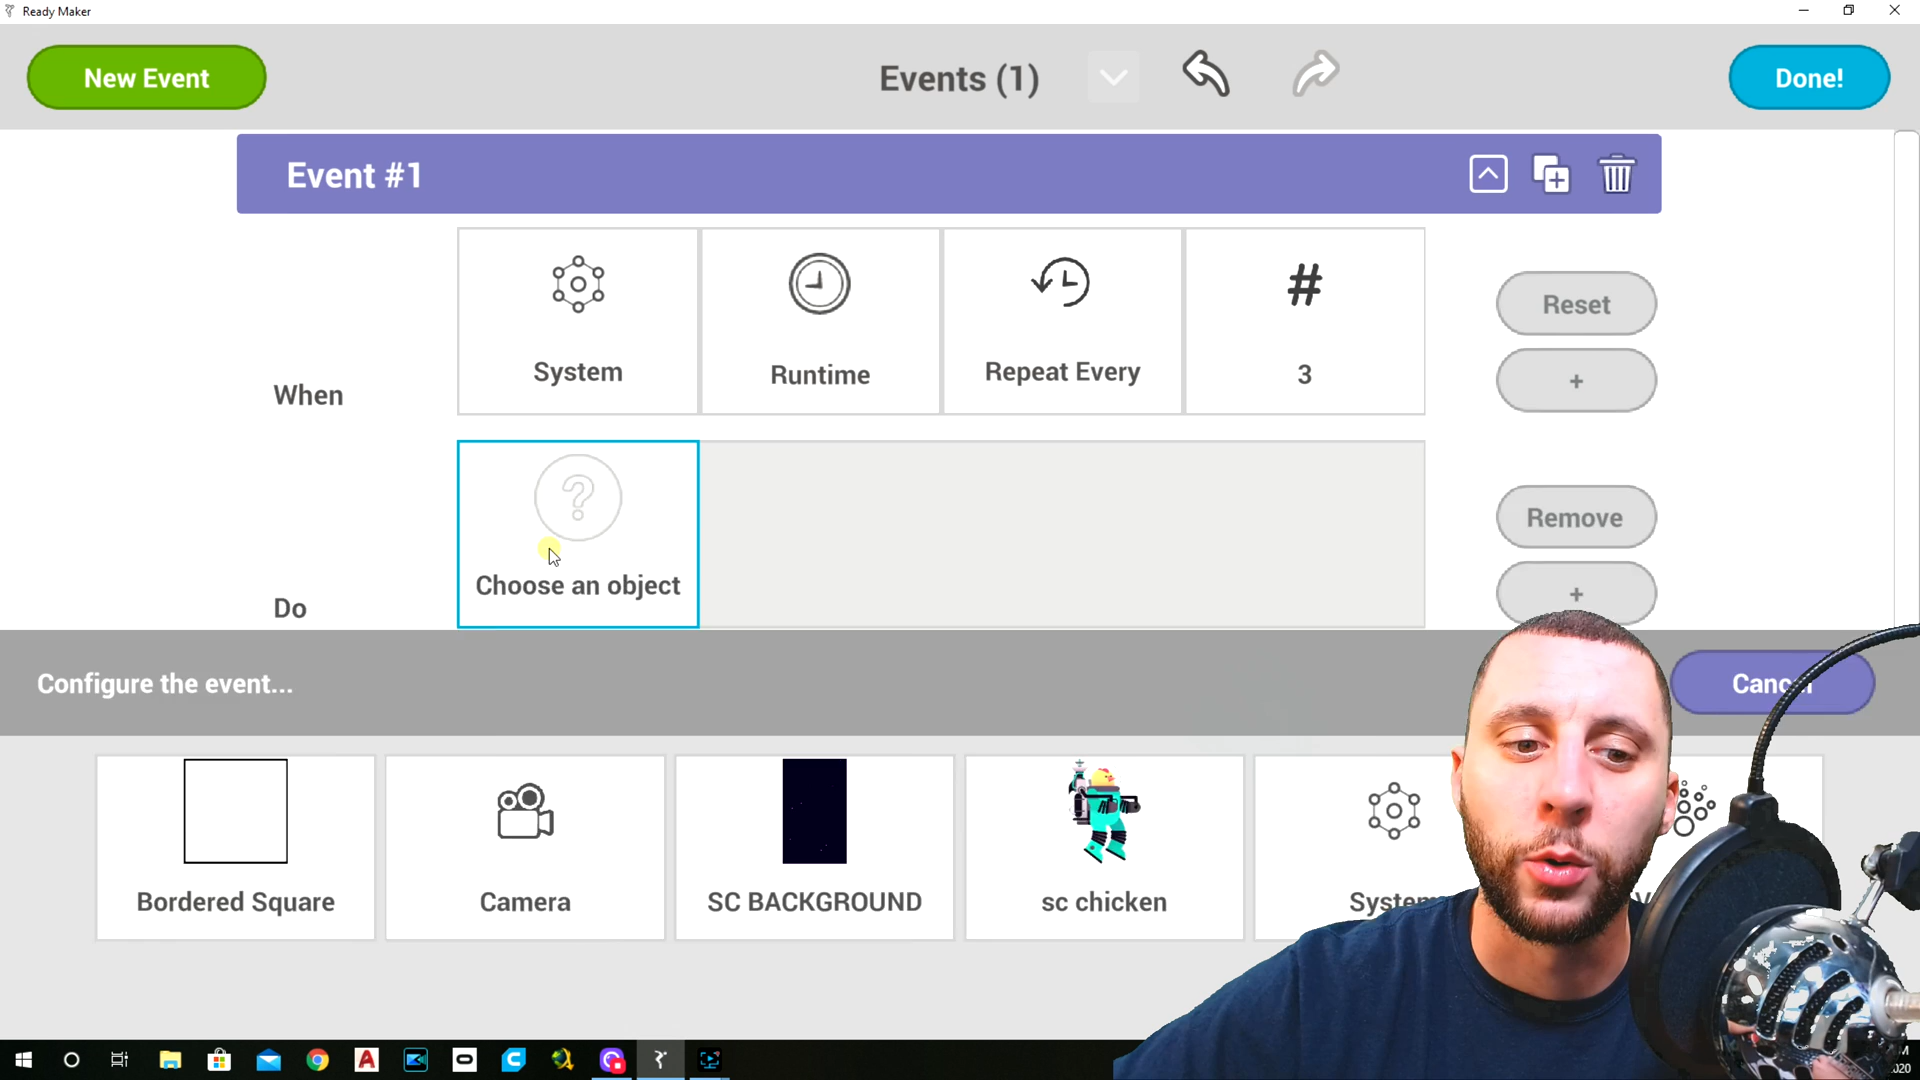 Ready Maker
New Event
Events (1)
Done!
Event #1
When
System
Runtime
Repeat Every
#
3
Reset
+
Do
?
Choose an object
Remove
+
Configure the event...
Bordered Square
Camera
SC BACKGROUND
sc chicken
System